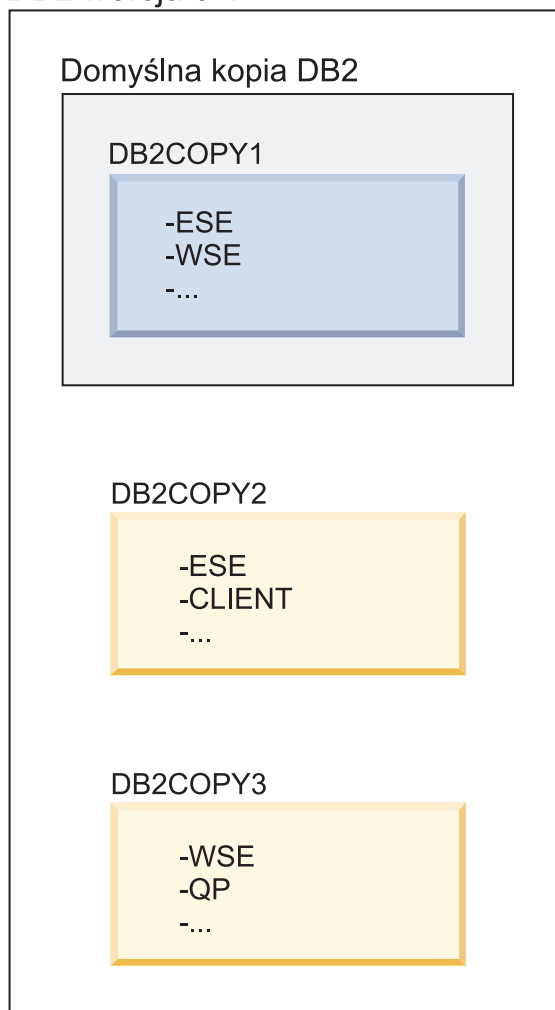 Domyślna kopia DB2
DB2COPY1
-ESE
-WSE
-...
DB2COPY2
-ESE
-CLIENT
-...
DB2COPY3
-WSE
-QP
-...